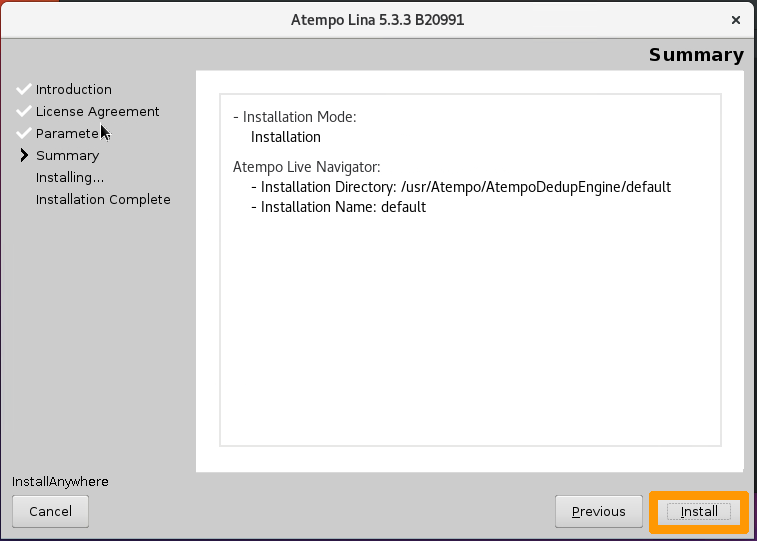 Atempo Lina 5.3.3 B20991
Summary
Introduction
License Agreement
Paramete
Summary
Installing...
Installation Complete
- Installation Mode:
Installation
Atempo Live Navigator:
- Installation Directory: /usr/Atempo/AtempoDedupEngine/default
- Installation Name: default
InstallAnywhere
Cancel
Previous
Install